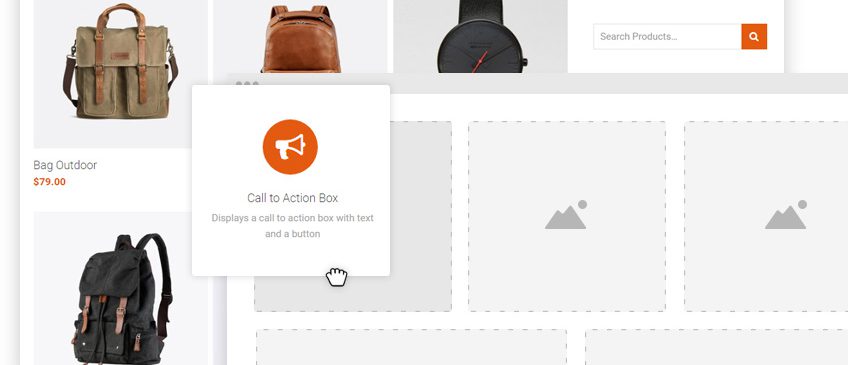 Search Products...
Bag Outdoor
$79.00
Call to Action Box
Displays a call to action box with text
and a button